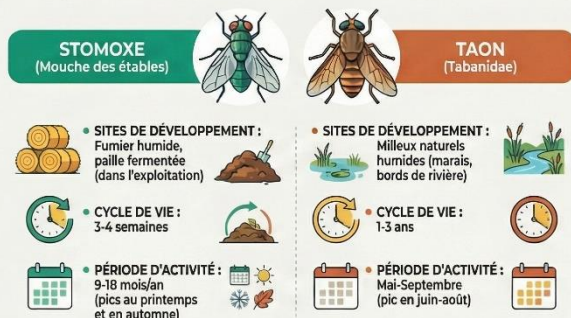 STOMOXE
(Mouche des étables)
TAON
(Tabanidae)
• SITES DE DÉVELOPPEMENT :
Fumier humide,
paille fermentée
(dans l'exploitation)
• CYCLE DE VIE :
3-4 semaines
• PÉRIODE D'ACTIVITÉ :
9-18 mois/an
(pics au printemps
et en automne)
• SITES DE DÉVELOPPEMENT :
Milleux naturels
humides (marais,
bords de rivière)
• CYCLE DE VIE :
1-3 ans
• PÉRIODE D'ACTIVITÉ :
Mai-Septembre
(pic en juin-août)